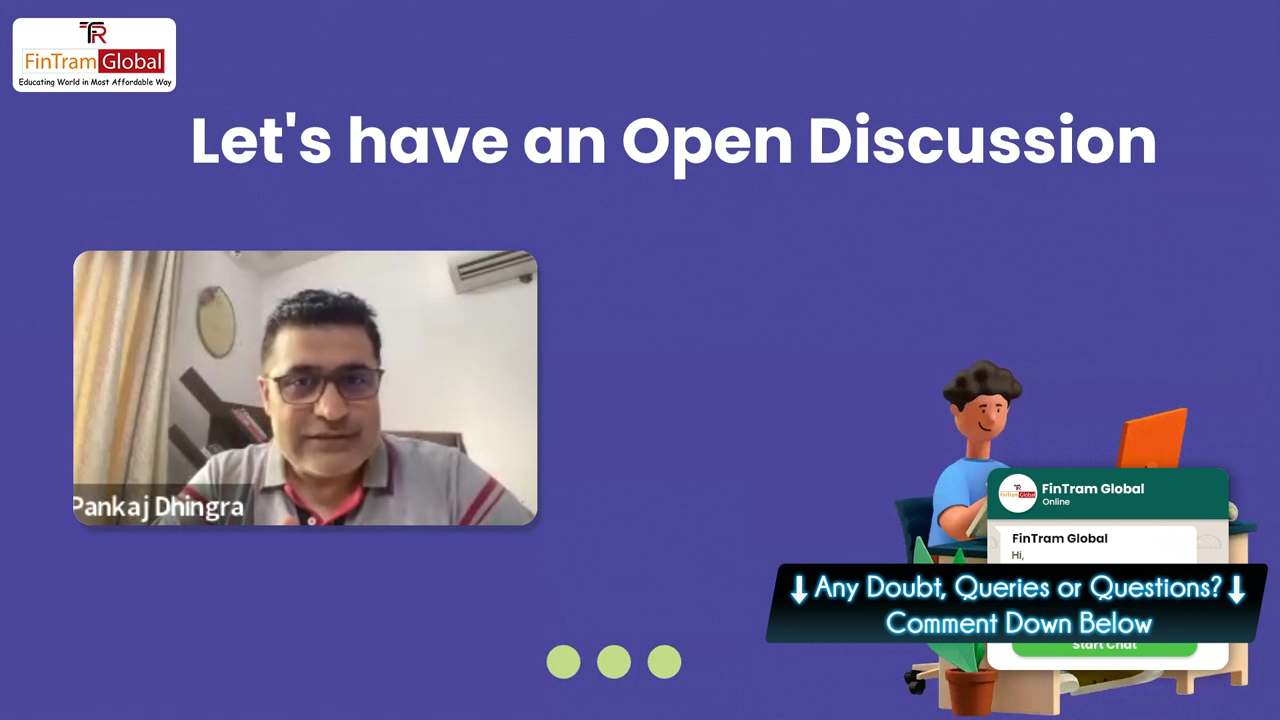 FR
FinTram Global
Educating World in Most Affordable Way
Let's have an Open Discussion
Pankaj Dhingra
FinTram Global
Online
FinTram Global
Hi,
Any Doubt, Queries or Questions?
Comment Down Below
Start Chat